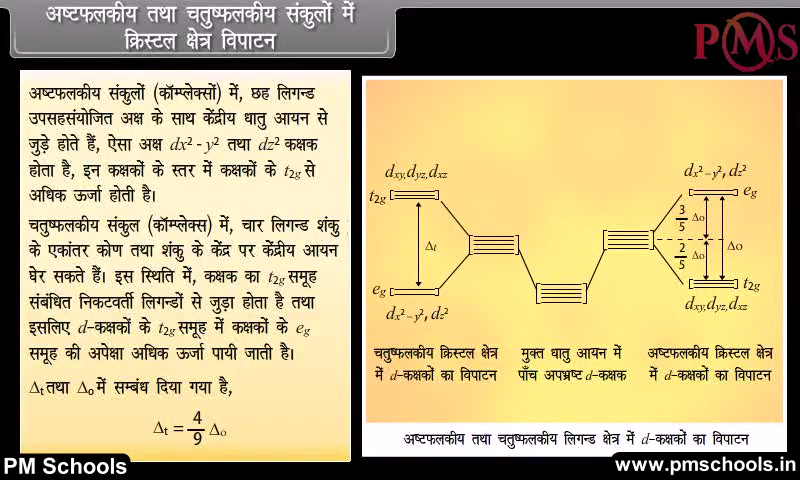 अष्टफलकीय तथा चतुष्फलकीय संकुलों में
क्रिस्टल क्षेत्र विपाटन
PMS
अष्टफलकीय संकुलों (कॉम्प्लेक्सों) में, छह लिगन्ड
उपसहसंयोजित अक्ष के साथ केंद्रीय धातु आयन से
जुड़े होते हैं, ऐसा अक्ष dx² - y² तथा dz² कक्षक
होता है, इन कक्षकों के स्तर में कक्षकों के t₂g से
अधिक ऊर्जा होती है।
चतुष्फलकीय संकुल (कॉम्प्लेक्स) में, चार लिगन्ड शंकु
के एकांतर कोण तथा शंकु के केंद्र पर केंद्रीय आयन
घेर सकते हैं। इस स्थिति में, कक्षक का t₂g समूह
संबंधित निकटवर्ती लिगन्डों से जुड़ा होता है तथा
इसलिए d-कक्षकों के t₂g समूह में कक्षकों के eg
समूह की अपेक्षा अधिक ऊर्जा पायी जाती है।
Δt तथा Δo में सम्बंध दिया गया है,
Δt = 4/9 Δo
dxy, dyz, dxz
t₂g
Δt
eg
dx²−y², dz²
dx²−y², dz²
eg
3/5 Δo
2/5 Δo
Δo
t₂g
dxy, dyz, dxz
चतुष्फलकीय क्रिस्टल क्षेत्र
में d-कक्षकों का विपाटन
मुक्त धातु आयन में
पाँच अपभ्रष्ट d-कक्षक
अष्टफलकीय क्रिस्टल क्षेत्र
में d-कक्षकों का विपाटन
अष्टफलकीय तथा चतुष्फलकीय लिगन्ड क्षेत्र में d-कक्षकों का विपाटन
PM Schools
www.pmschools.in